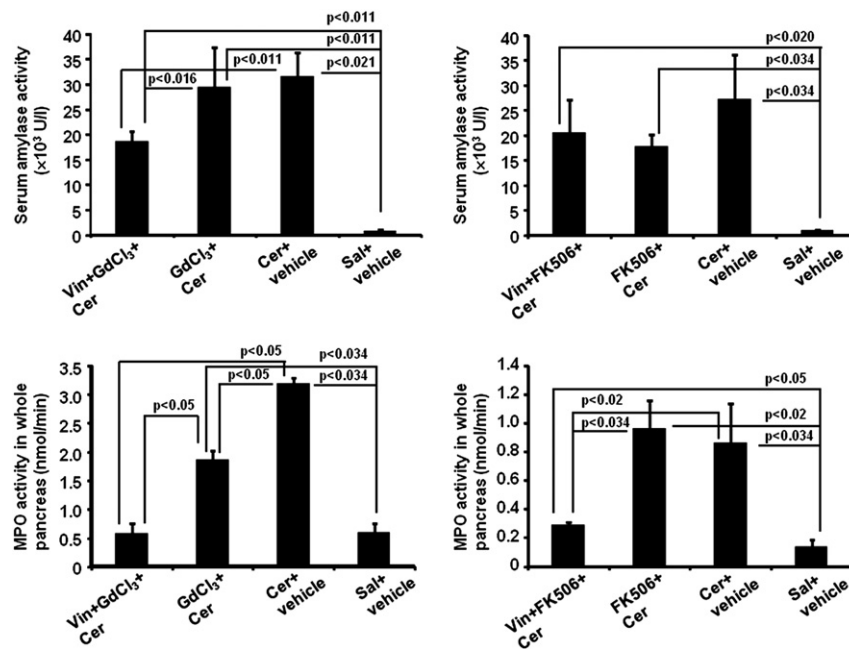 p<0.011
p<0.011
p<0.011
p<0.021
p<0.016
40
35
30
25
20
15
10
5
0
Serum amylase activity
(×10³ U/l)
Vin+GdCl₃+
Cer
GdCl₃+
Cer
Cer+
vehicle
Sal+
vehicle
p<0.020
p<0.034
p<0.034
40
35
30
25
20
15
10
5
0
Serum amylase activity
(×10³ U/l)
Vin+FK506+
Cer
FK506+
Cer
Cer+
vehicle
Sal+
vehicle
p<0.05
p<0.034
p<0.05
p<0.034
p<0.05
3.5
3.0
2.5
2.0
1.5
1.0
0.5
0
MPO activity in whole
pancreas (nmol/min)
Vin+GdCl₃+
Cer
GdCl₃+
Cer
Cer+
vehicle
Sal+
vehicle
p<0.05
p<0.02
p<0.034
p<0.02
p<0.034
1.4
1.2
1.0
0.8
0.6
0.4
0.2
0
MPO activity in whole
pancreas (nmol/min)
Vin+FK506+
Cer
FK506+
Cer
Cer+
vehicle
Sal+
vehicle